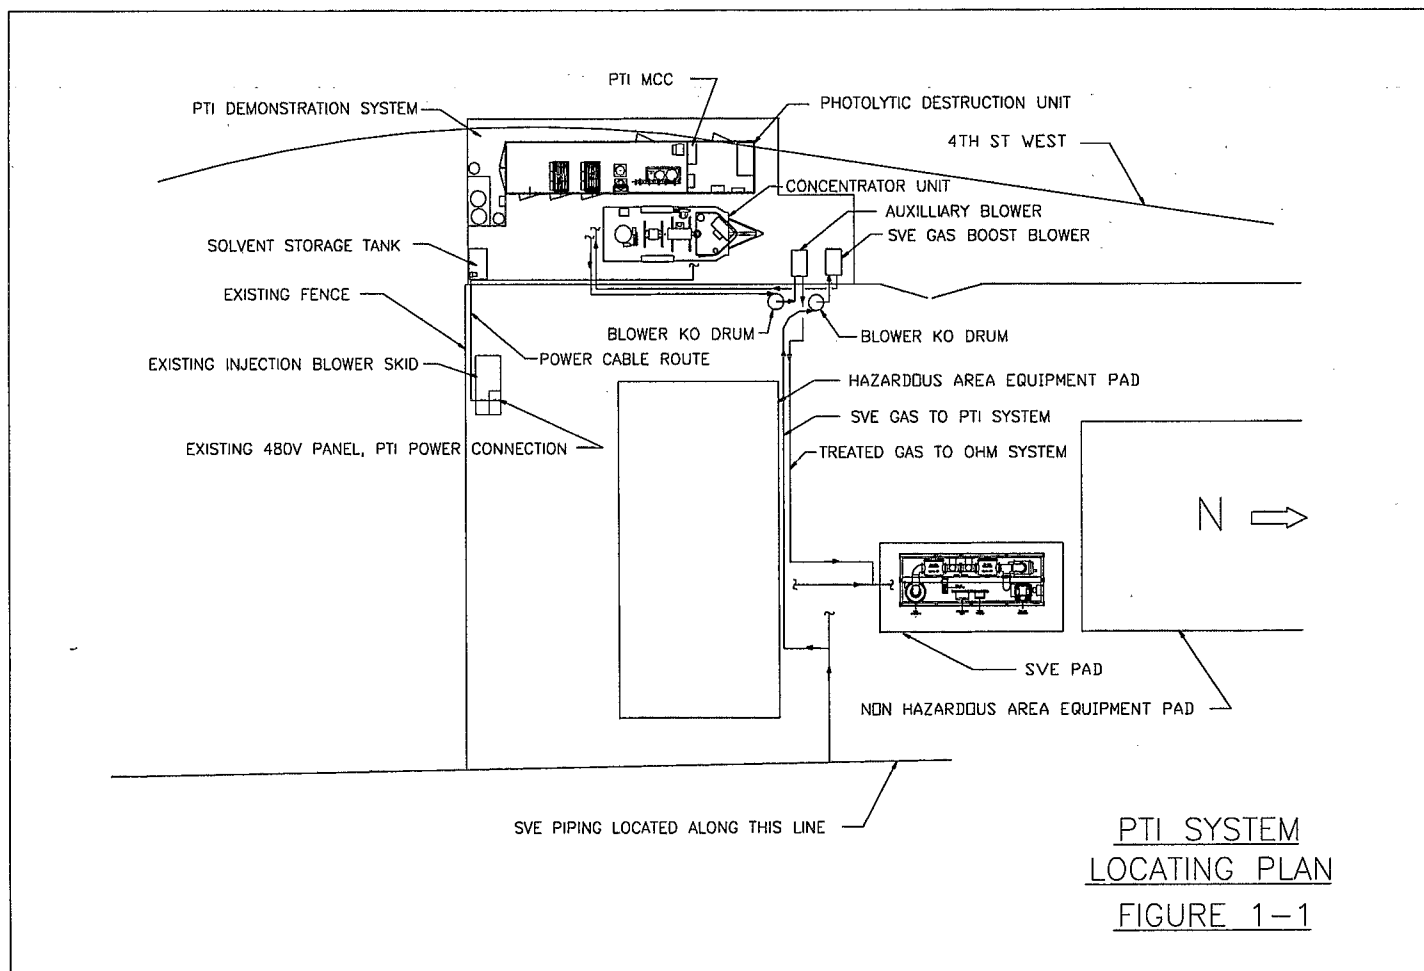 PTI MCC
PTI DEMONSTRATION SYSTEM
PHOTOLYTIC DESTRUCTION UNIT
4TH ST WEST
CONCENTRATOR UNIT
AUXILLIARY BLOWER
SVE GAS BOOST BLOWER
SOLVENT STORAGE TANK
EXISTING FENCE
BLOWER KO DRUM
BLOWER KO DRUM
POWER CABLE ROUTE
EXISTING INJECTION BLOWER SKID
HAZARDOUS AREA EQUIPMENT PAD
SVE GAS TO PTI SYSTEM
EXISTING 480V PANEL, PTI POWER CONNECTION
TREATED GAS TO OHM SYSTEM
N
SVE PAD
NON HAZARDOUS AREA EQUIPMENT PAD
SVE PIPING LOCATED ALONG THIS LINE
PTI SYSTEM
LOCATING PLAN
FIGURE 1-1